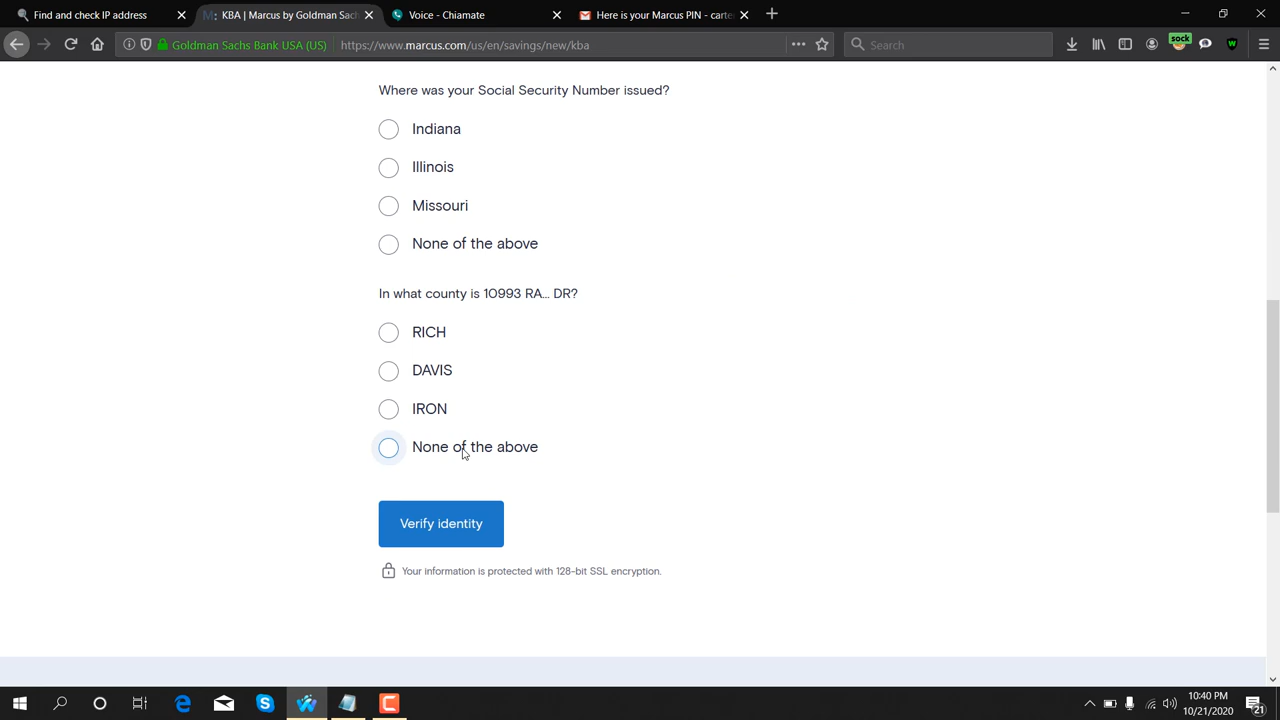 Find and check IP address
KBA | Marcus by Goldman Sach
Voice - Chiamate
Here is your Marcus PIN - carte
Goldman Sachs Bank USA (US)
https://www.marcus.com/us/en/savings/new/kba
Search
sock
Where was your Social Security Number issued?
Indiana
Illinois
Missouri
None of the above
In what county is 10993 RA... DR?
RICH
DAVIS
IRON
None of the above
Verify identity
Your information is protected with 128-bit SSL encryption.
10:40 PM
10/21/2020
21